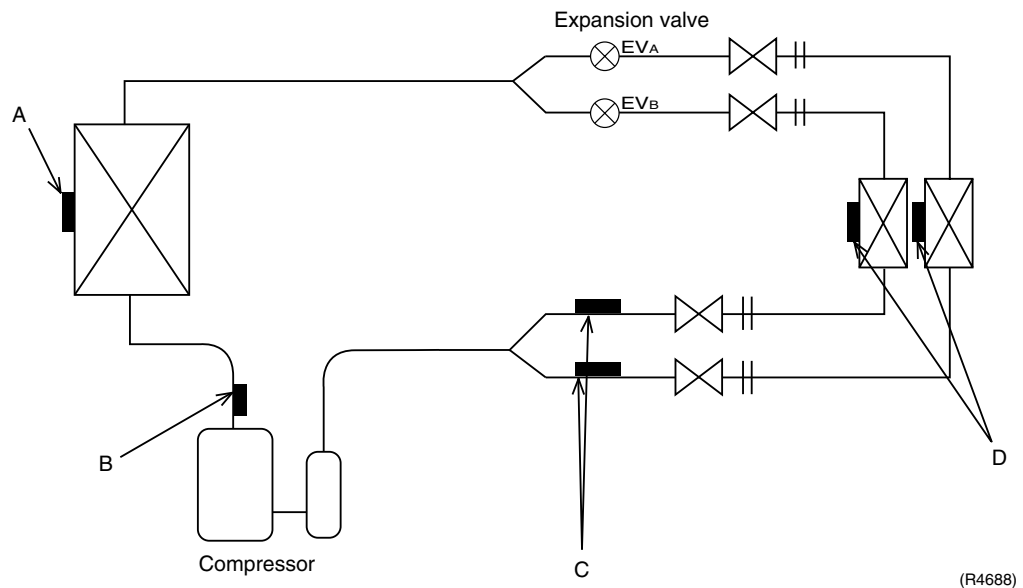 Expansion valve
EVA
EVB
A
B
D
Compressor
C
(R4688)